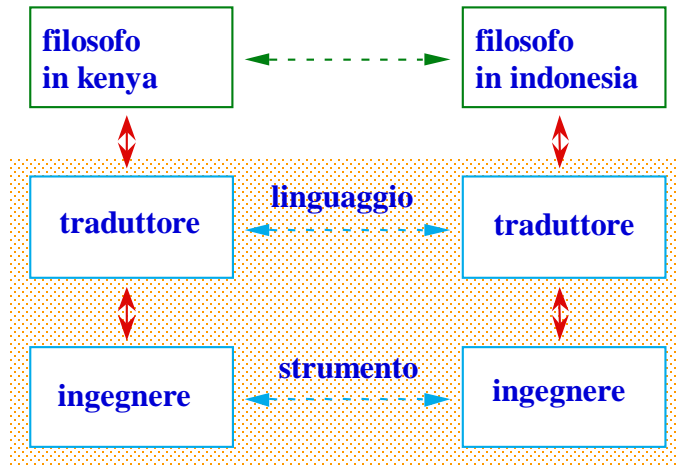 filosofo
in kenya
filosofo
in indonesia
traduttore
linguaggio
traduttore
ingegnere
strumento
ingegnere